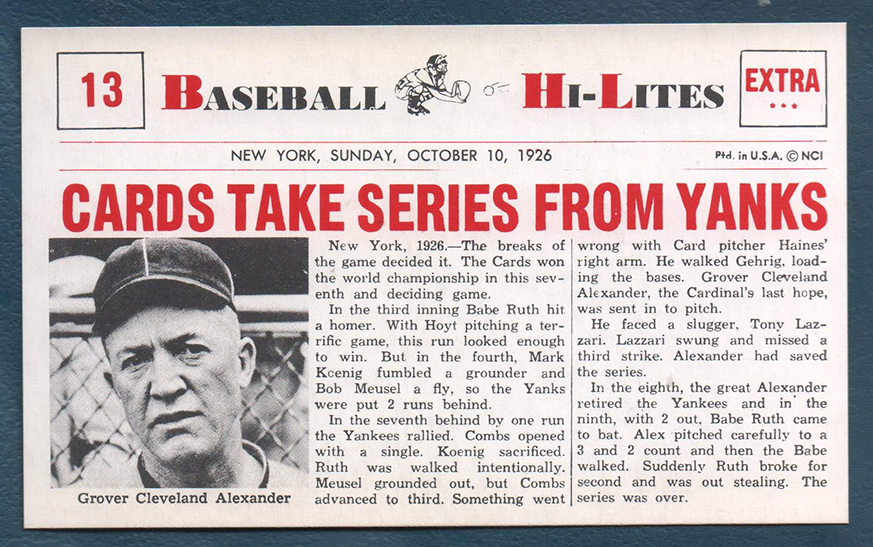 13
BASEBALL HI-LITES
EXTRA
NEW YORK, SUNDAY, OCTOBER 10, 1926
Ptd. in U.S.A. © NCI
CARDS TAKE SERIES FROM YANKS
Grover Cleveland Alexander
New York, 1926.—The breaks of
the game decided it. The Cards won
the world championship in this sev-
enth and deciding game.
In the third inning Babe Ruth hit
a homer. With Hoyt pitching a ter-
rific game, this run looked enough
to win. But in the fourth, Mark
Koenig fumbled a grounder and
Bob Meusel a fly, so the Yanks
were put 2 runs behind.
In the seventh behind by one run
the Yankees rallied. Combs opened
with a single. Koenig sacrificed.
Ruth was walked intentionally.
Meusel grounded out, but Combs
advanced to third. Something went
wrong with Card pitcher Haines'
right arm. He walked Gehrig, load-
ing the bases. Grover Cleveland
Alexander, the Cardinal's last hope,
was sent in to pitch.
He faced a slugger, Tony Laz-
zari. Lazzari swung and missed a
third strike. Alexander had saved
the series.
In the eighth, the great Alexander
retired the Yankees and in the
ninth, with 2 out, Babe Ruth came
to bat. Alex pitched carefully to a
3 and 2 count and then the Babe
walked. Suddenly Ruth broke for
second and was out stealing. The
series was over.